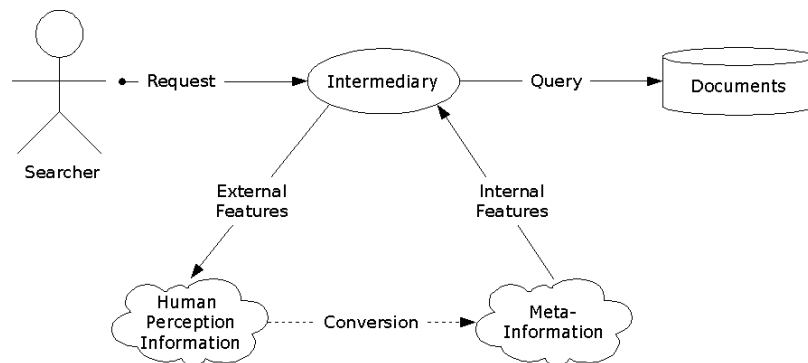 Request
Intermediary
Query
Documents
Searcher
External
Features
Internal
Features
Human
Perception
Information
Conversion
Meta-
Information